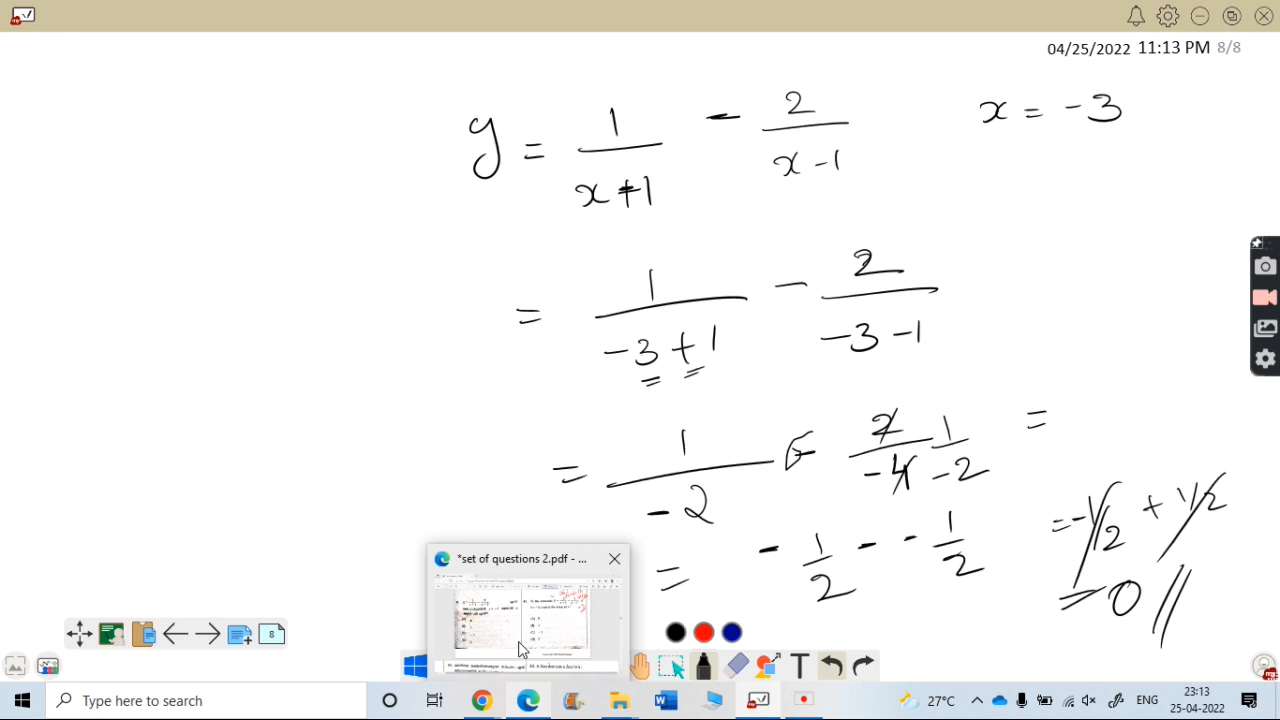 04/25/2022 11:13 PM 8/8
y = 1/(x+1) - 2/(x-1) x = -3
= 1/(-3+1) - 2/(-3-1)
= 1/-2 - 2/-4 1/-2 =
= -1/2 - -1/2 = -1/2 + 1/2
= 0 //
*set of questions 2.pdf - ...
8
Type here to search
27°C
ENG
23:13
25-04-2022